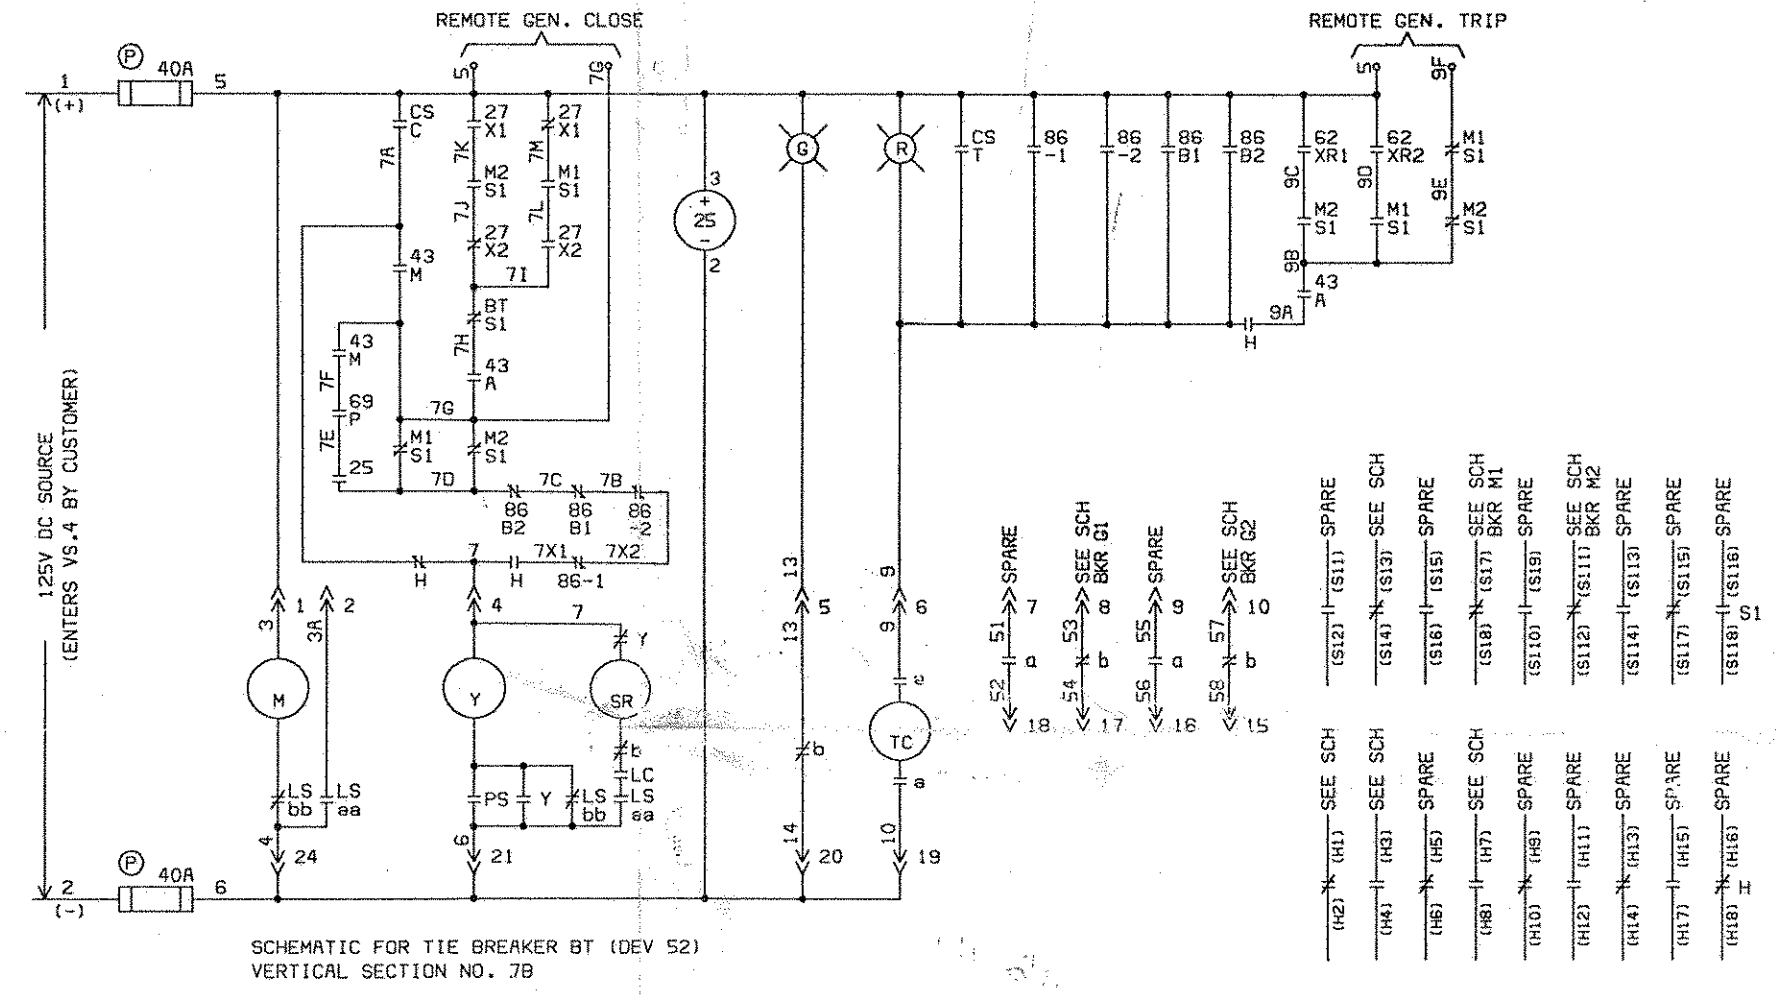 REMOTE GEN. CLOSE
REMOTE GEN. TRIP
P
40A
1
(+)
5
5
7G
5
9F
CS
C
27
X1
27
X1
7A
7K
7M
M2
S1
M1
S1
7J
7L
27
X2
27
X2
7I
43
M
BT
S1
7H
43
M
43
A
7F
69
P
7G
7E
M1
S1
M2
S1
25
7D
7C
7B
86
B2
86
B1
86
-2
7
7X1
7X2
H
H
86-1
3
+
25
-
2
G
R
CS
T
86
-1
86
-2
86
B1
86
B2
62
XR1
62
XR2
M1
S1
9C
9D
9E
M2
S1
M1
S1
M2
S1
9B
43
A
9A
H
125V DC SOURCE
(ENTERS VS.4 BY CUSTOMER)
1
2
4
7
3
3A
M
Y
Y
SR
b
LC
LS
bb
LS
aa
PS
Y
LS
bb
LS
aa
4
24
6
21
13
5
13
b
14
20
9
6
9
TC
a
10
19
SPARE
SEE SCH
BKR G1
SPARE
SEE SCH
BKR G2
7
8
9
10
51
53
55
57
a
b
a
b
52
54
56
58
18
17
16
15
SPARE
SEE SCH
SPARE
SEE SCH
BKR M1
SPARE
SEE SCH
BKR M2
SPARE
SPARE
SPARE
(S11)
(S13)
(S15)
(S17)
(S19)
(S111)
(S113)
(S115)
(S116)
S1
(S12)
(S14)
(S16)
(S18)
(S110)
(S112)
(S114)
(S117)
(S118)
SEE SCH
SEE SCH
SPARE
SEE SCH
SPARE
SPARE
SPARE
SPARE
SPARE
(H1)
(H3)
(H5)
(H7)
(H9)
(H11)
(H13)
(H15)
(H16)
H
(H2)
(H4)
(H6)
(H8)
(H10)
(H12)
(H14)
(H17)
(H18)
2
(-)
P
40A
6
SCHEMATIC FOR TIE BREAKER BT (DEV 52)
VERTICAL SECTION NO. 7B